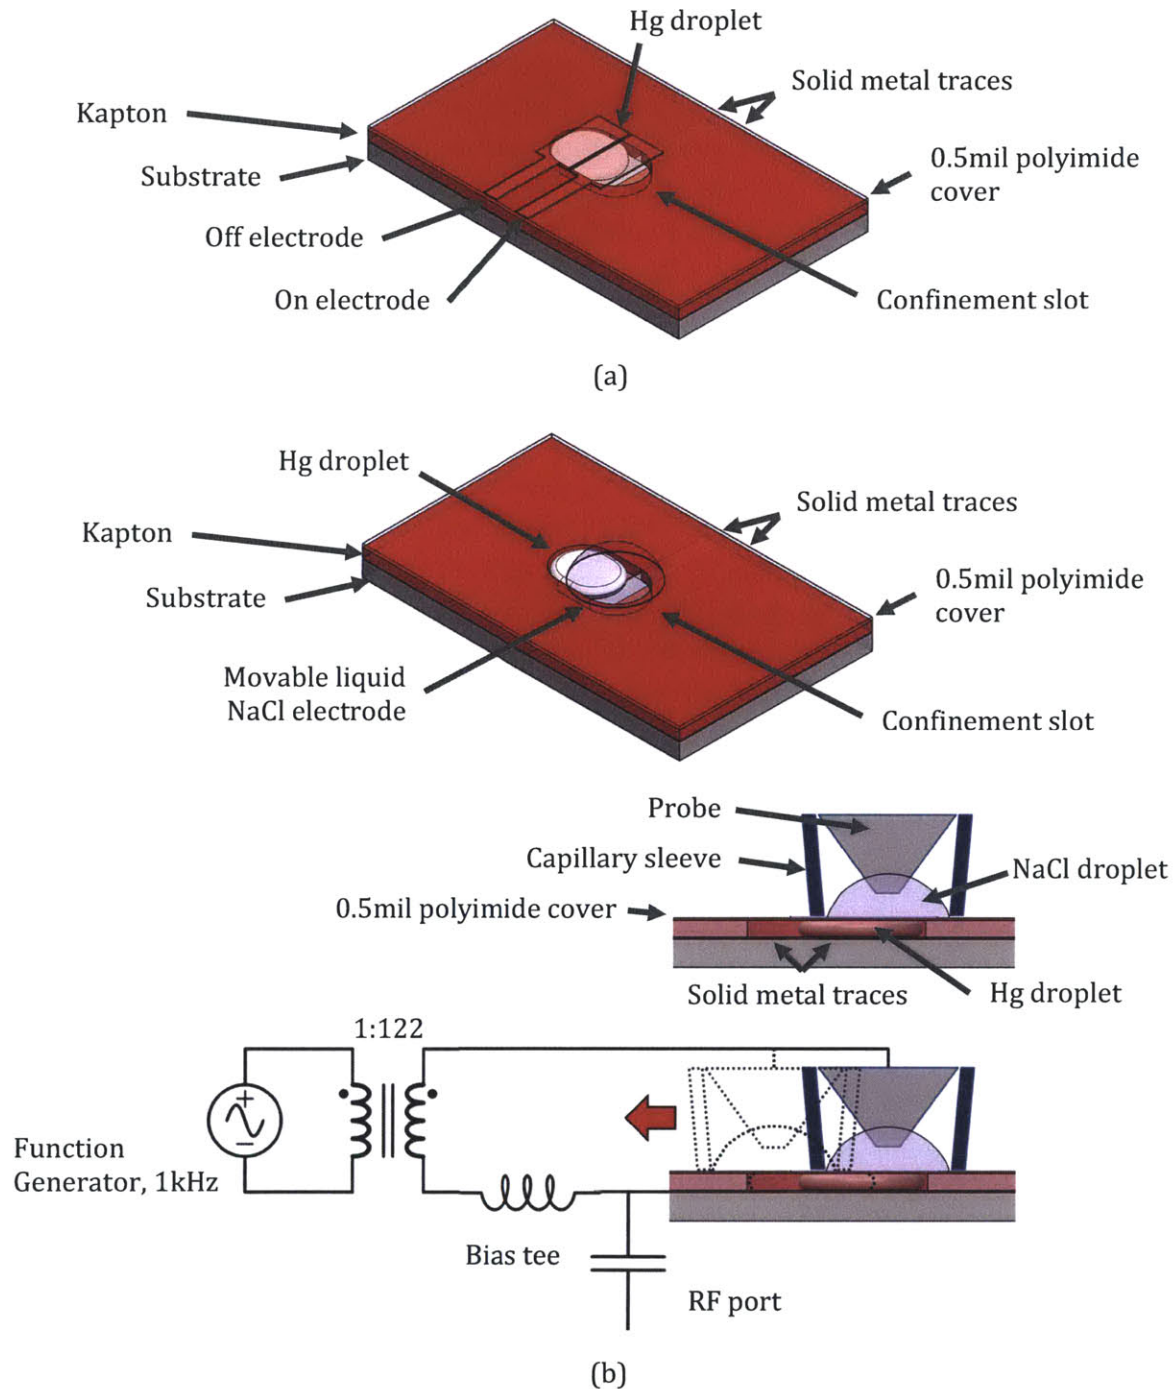 Hg droplet
Solid metal traces
Kapton
0.5mil polyimide
cover
Substrate
Off electrode
On electrode
Confinement slot
(a)
Hg droplet
Solid metal traces
Kapton
0.5mil polyimide
cover
Substrate
Movable liquid
NaCl electrode
Confinement slot
Probe
Capillary sleeve
NaCl droplet
0.5mil polyimide cover
Solid metal traces
Hg droplet
1:122
+
−
Function
Generator, 1kHz
Bias tee
RF port
(b)